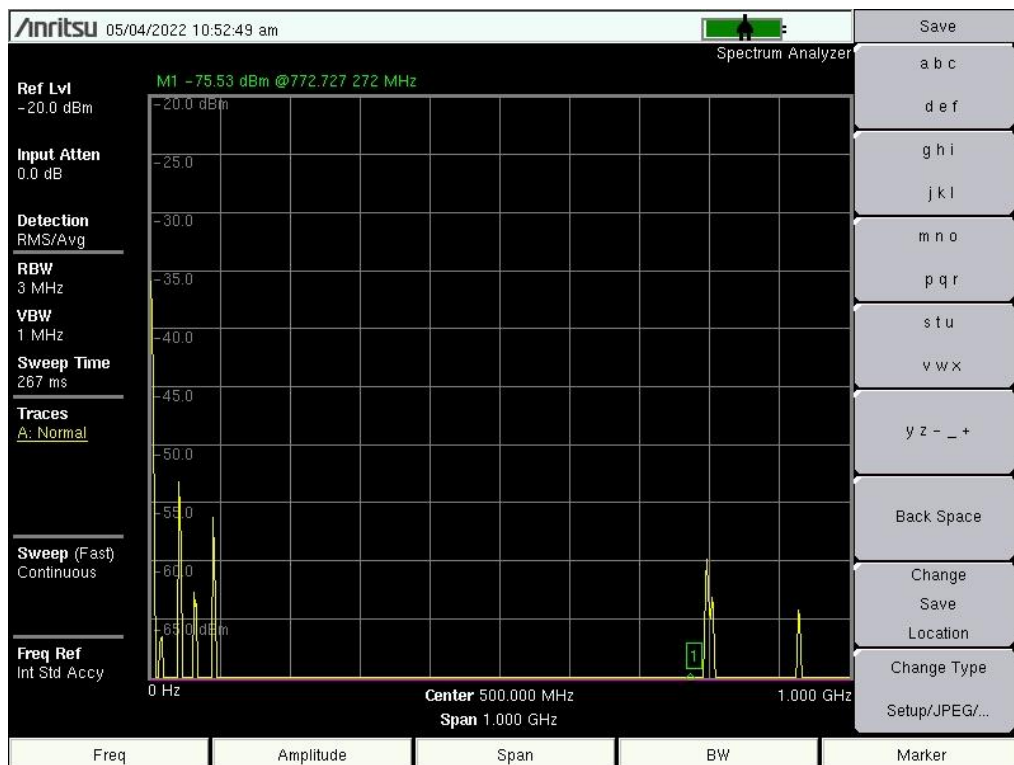 Anritsu 05/04/2022 10:52:49 am
Spectrum Analyzer
M1 -75.53 dBm @772.727 272 MHz
Ref Lvl
-20.0 dBm
Input Atten
0.0 dB
Detection
RMS/Avg
RBW
3 MHz
VBW
1 MHz
Sweep Time
267 ms
Traces
A: Normal
Sweep (Fast)
Continuous
Freq Ref
Int Std Accy
-20.0 dBm
-25.0
-30.0
-35.0
-40.0
-45.0
-50.0
-55.0
-60.0
-65.0 dBm
1
0 Hz
Center 500.000 MHz
1.000 GHz
Span 1.000 GHz
Save
a b c
d e f
g h i
j k l
m n o
p q r
s t u
v w x
y z - _ +
Back Space
Change
Save
Location
Change Type
Setup/JPEG/...
Freq
Amplitude
Span
BW
Marker